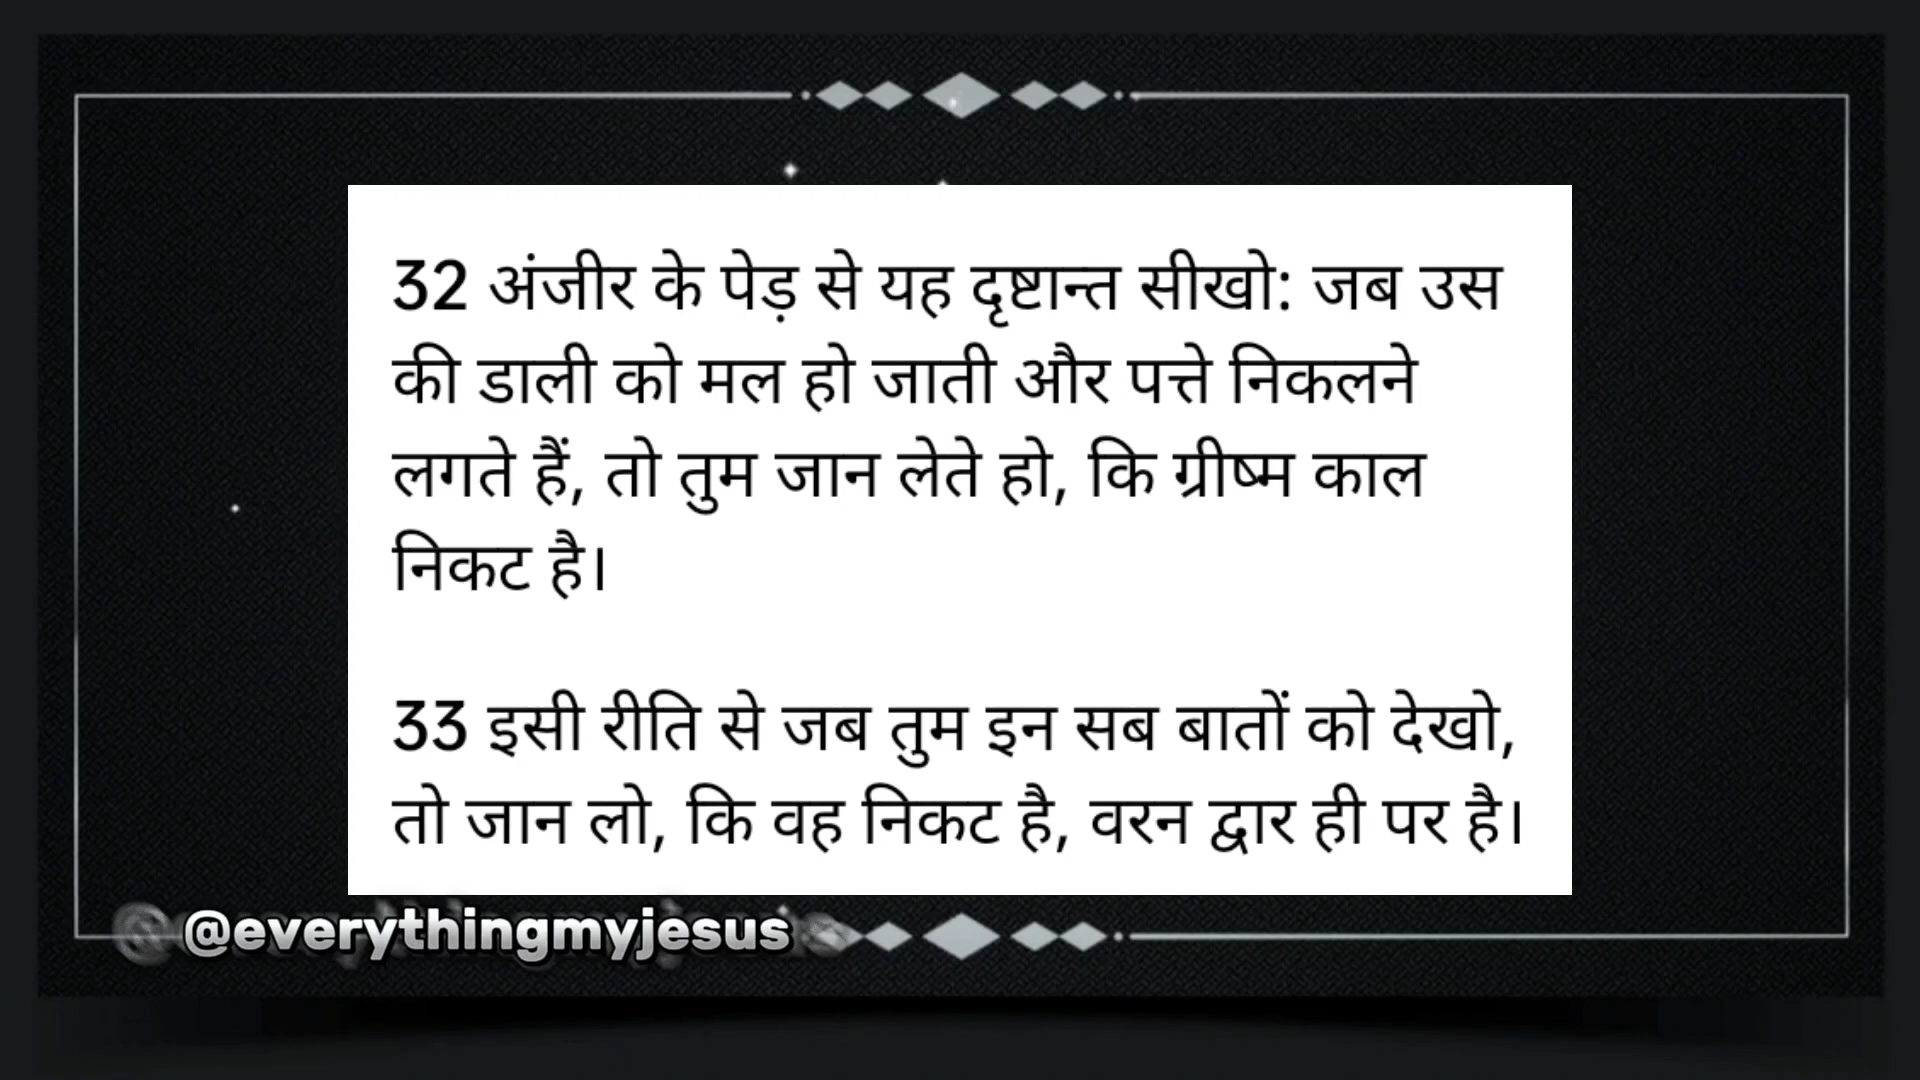 32 अंजीर के पेड़ से यह दृष्टान्त सीखो: जब उस
की डाली को मल हो जाती और पत्ते निकलने
लगते हैं, तो तुम जान लेते हो, कि ग्रीष्म काल
निकट है।
33 इसी रीति से जब तुम इन सब बातों को देखो,
तो जान लो, कि वह निकट है, वरन द्वार ही पर है।
@everythingmyjesus